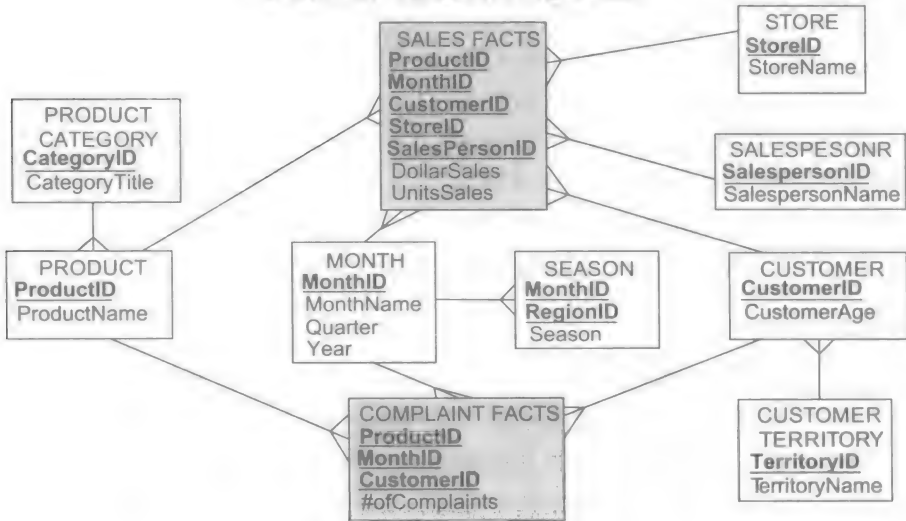 SALES FACTS
ProductID
MonthID
CustomerID
StoreID
SalesPersonID
DollarSales
UnitsSales
STORE
StoreID
StoreName
PRODUCT
CATEGORY
CategoryID
CategoryTitle
SALESPESONR
SalespersonID
SalespersonName
PRODUCT
ProductID
ProductName
MONTH
MonthID
MonthName
Quarter
Year
SEASON
MonthID
RegionID
Season
CUSTOMER
CustomerID
CustomerAge
COMPLAINT FACTS
ProductID
MonthID
CustomerID
#ofComplaints
CUSTOMER
TERRITORY
TerritoryID
TerritoryName